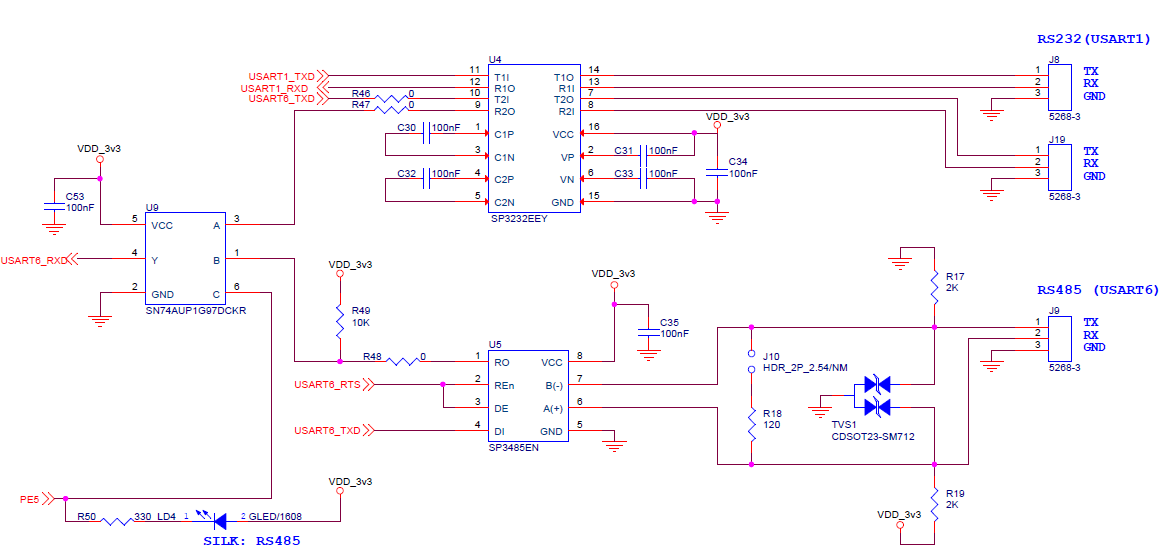 RS232(USART1)
U4
J8
USART1_TXD
11 T1I T1O 14
1 TX
USART1_RXD
12 R1O R1I 13
2 RX
USART6_TXD
R46 0
10 T2I T2O 7
3 GND
R47 0
9 R2O R2I 8
5268-3
C30 100nF
1 C1P VCC 16
VDD_3v3
J19
3 C1N VP 2
C31 100nF
1 TX
C34
100nF
2 RX
C32 100nF
4 C2P VN 6
C33 100nF
3 GND
5 C2N GND 15
5268-3
SP3232EEY
VDD_3v3
C53
100nF
U9
5 VCC A 3
USART6_RXD
4 Y B 1
2 GND C 6
SN74AUP1G97DCKR
VDD_3v3
R49
10K
VDD_3v3
C35
100nF
R17
2K
RS485 (USART6)
J9
1 TX
2 RX
3 GND
5268-3
U5
R48 0
1 RO VCC 8
USART6_RTS
2 REn B(-) 7
3 DE A(+) 6
USART6_TXD
4 DI GND 5
SP3485EN
J10
HDR_2P_2.54/NM
R18
120
TVS1
CDSOT23-SM712
R19
2K
VDD_3v3
VDD_3v3
PE5
R50 330 LD4 1 2 GLED/1608
SILK: RS485